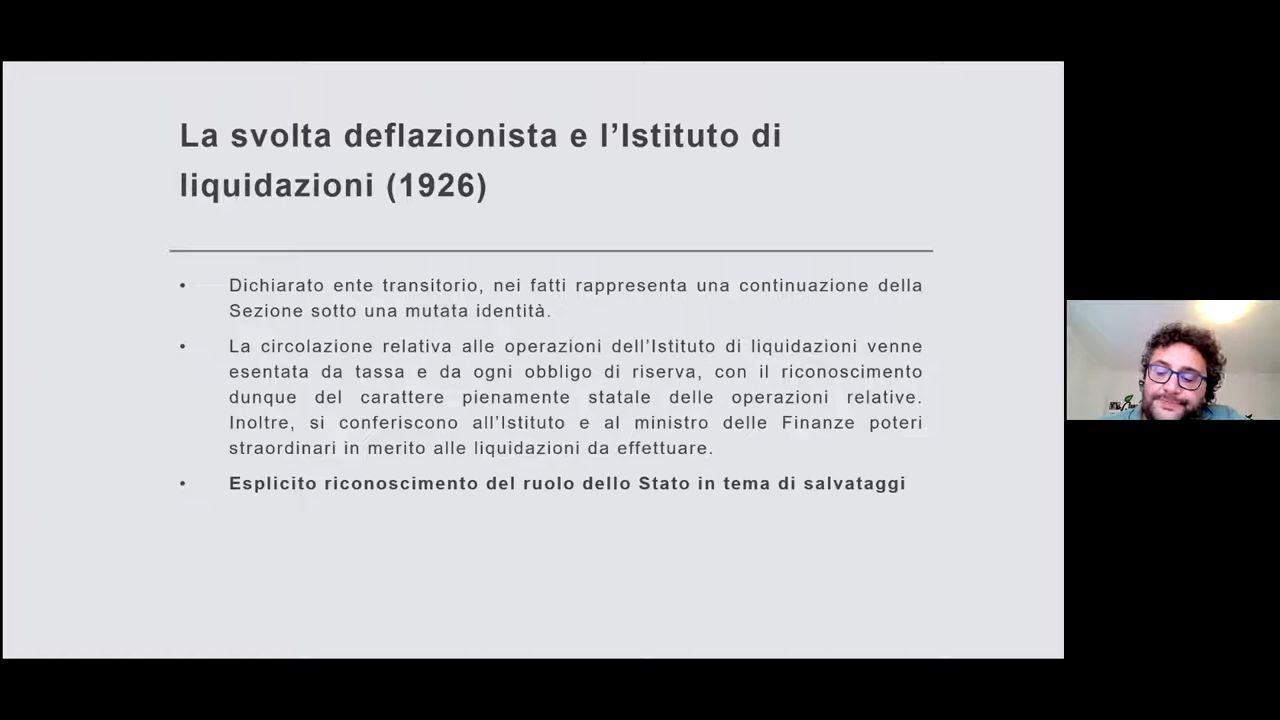 La svolta deflazionista e l’Istituto di
liquidazioni (1926)
• Dichiarato ente transitorio, nei fatti rappresenta una continuazione della
Sezione sotto una mutata identità.
• La circolazione relativa alle operazioni dell’Istituto di liquidazioni venne
esentata da tassa e da ogni obbligo di riserva, con il riconoscimento
dunque del carattere pienamente statale delle operazioni relative.
Inoltre, si conferiscono all’Istituto e al ministro delle Finanze poteri
straordinari in merito alle liquidazioni da effettuare.
• Esplicito riconoscimento del ruolo dello Stato in tema di salvataggi